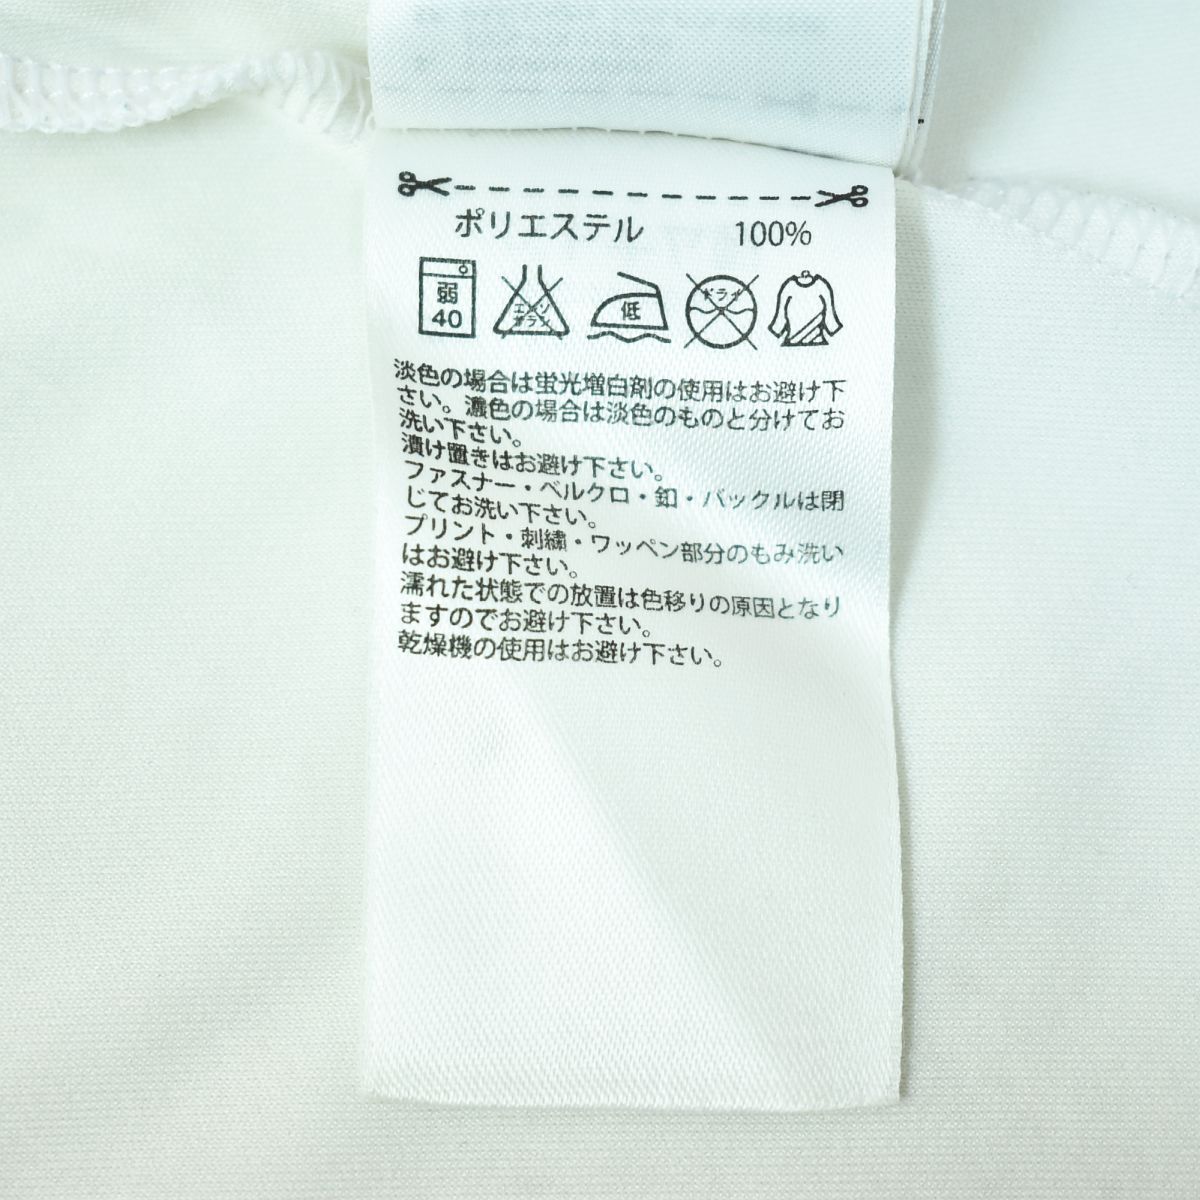 ポリエステル 100%
弱 エンソ 低 ドライ
40 サラシ
淡色の場合は蛍光増白剤の使用はお避け下
さい。濃色の場合は淡色のものと分けてお
洗い下さい。
漬け置きはお避け下さい。
ファスナー・ベルクロ・釦・バックルは閉
じてお洗い下さい。
プリント・刺繍・ワッペン部分のもみ洗い
はお避け下さい。
濡れた状態での放置は色移りの原因となり
ますのでお避け下さい。
乾燥機の使用はお避け下さい。